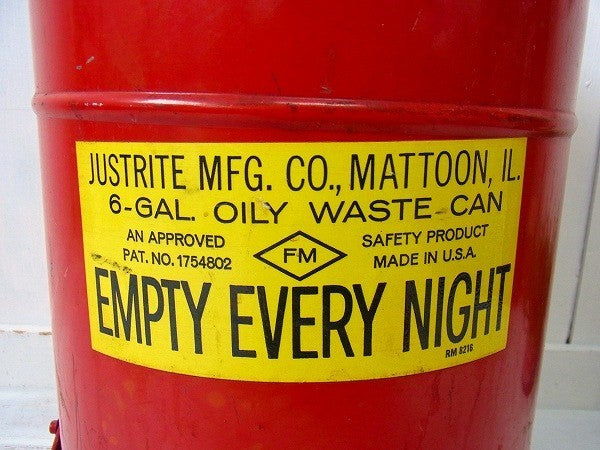 JUSTRITE MFG. CO., MATTOON, IL.
6-GAL. OILY WASTE CAN
AN APPROVED FM SAFETY PRODUCT
PAT. NO. 1754802 MADE IN U.S.A.
EMPTY EVERY NIGHT
RM 8216